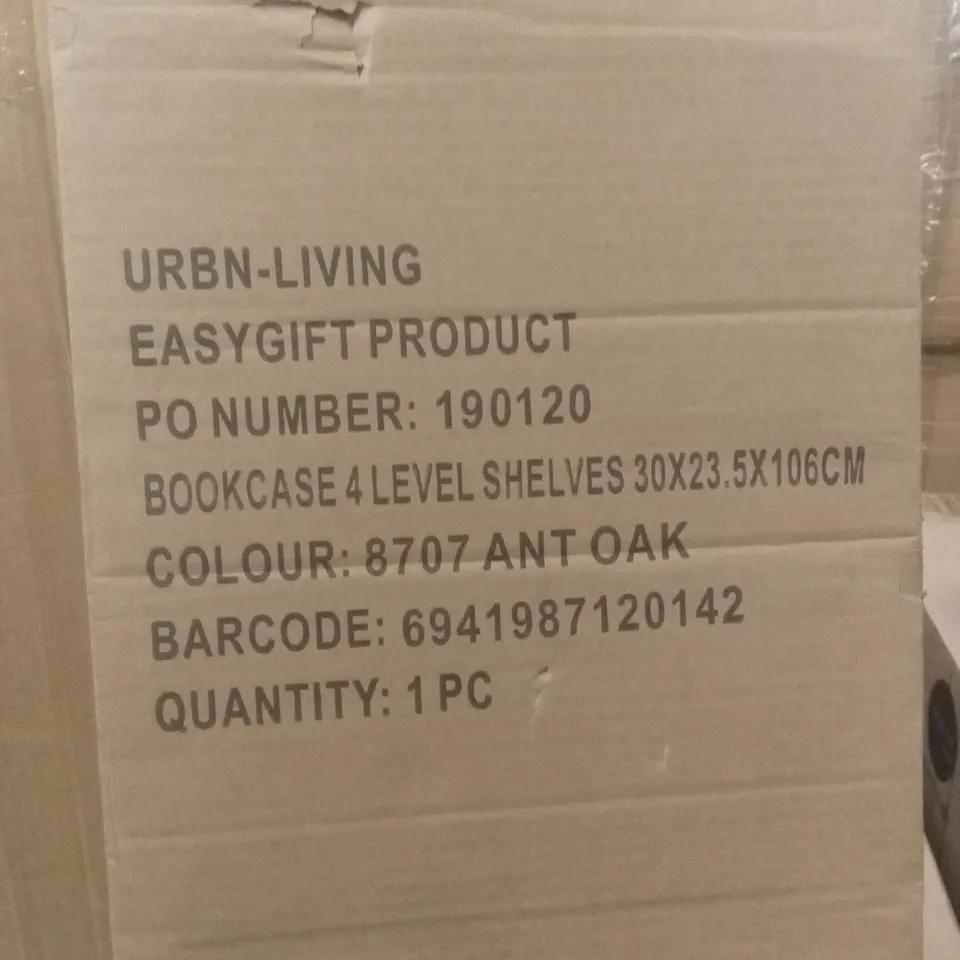 URBN-LIVING
EASYGIFT PRODUCT
PO NUMBER: 190120
BOOKCASE 4 LEVEL SHELVES 30X23.5X106CM
COLOUR: 8707 ANT OAK
BARCODE: 6941987120142
QUANTITY: 1 PC